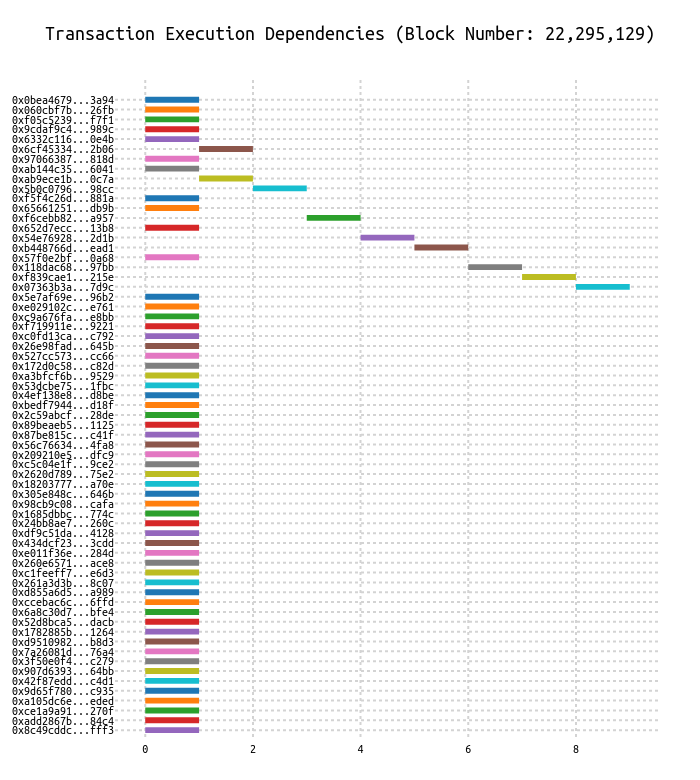 Transaction Execution Dependencies (Block Number: 22,295,129)
0x0bea4679...3a94
0x060cbf7b...26fb
0xf05c5239...f7f1
0x9cdaf9c4...989c
0x6332c116...0e4b
0x6cf45334...2b06
0x97066387...818d
0xab144c35...6041
0xab9ece1b...0c7a
0x5b0c0796...98cc
0xf5f4c26d...881a
0x65661251...db9b
0xf6cebb82...a957
0x652d7ecc...13b8
0x54e76928...2d1b
0xb448766d...ead1
0x57f0e2bf...0a68
0x118dac68...97bb
0xf839cae1...215e
0x07363b3a...7d9c
0x5e7af69e...96b2
0xe029102c...e761
0xc9a676fa...e8bb
0xf719911e...9221
0xc0fd13ca...c792
0x26e98fad...645b
0x527cc573...cc66
0x172d0c58...c82d
0xa3bfcf6b...9529
0x53dcbe75...1fbc
0x4ef138e8...d8be
0xbedf7944...d18f
0x2c59abcf...28de
0x89beaeb5...1125
0x87be815c...c41f
0x56c76634...4fa8
0x209210e5...dfc9
0xc5c04e1f...9ce2
0x2620d789...75e2
0x18203777...a70e
0x305e848c...646b
0x98cb9c08...cafa
0x1685dbbc...774c
0x24bb8ae7...260c
0xdf9c51da...4128
0x434dcf23...3cdd
0xe011f36e...284d
0x260e6571...ace8
0xc1feeff7...e6d3
0x261a3d3b...8c07
0xd855a6d5...a989
0xccebac6c...6ffd
0x6a8c30d7...bfe4
0x52d8bca5...dacb
0x1782885b...1264
0xd9510982...b8d3
0x7a26081d...76a4
0x3f50e0f4...c279
0x907d6393...64bb
0x42f87edd...c4d1
0x9d65f780...c935
0xa105dc6e...eded
0xce1a9a91...270f
0xadd2867b...84c4
0x8c49cddc...fff3
0 2 4 6 8